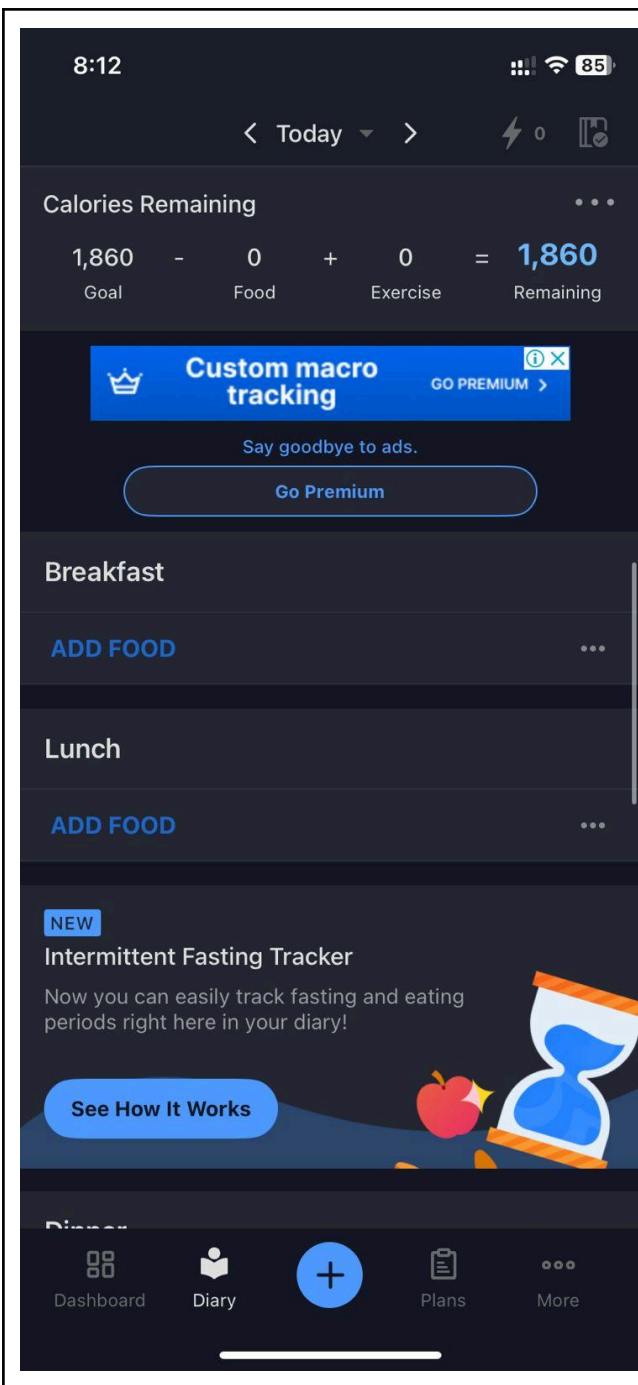 8:12
85
Today
0
Calories Remaining
1,860 - 0 + 0 = 1,860
Goal Food Exercise Remaining
Custom macro
tracking
GO PREMIUM
Say goodbye to ads.
Go Premium
Breakfast
ADD FOOD
Lunch
ADD FOOD
NEW
Intermittent Fasting Tracker
Now you can easily track fasting and eating
periods right here in your diary!
See How It Works
Dinner
Dashboard Diary Plans More